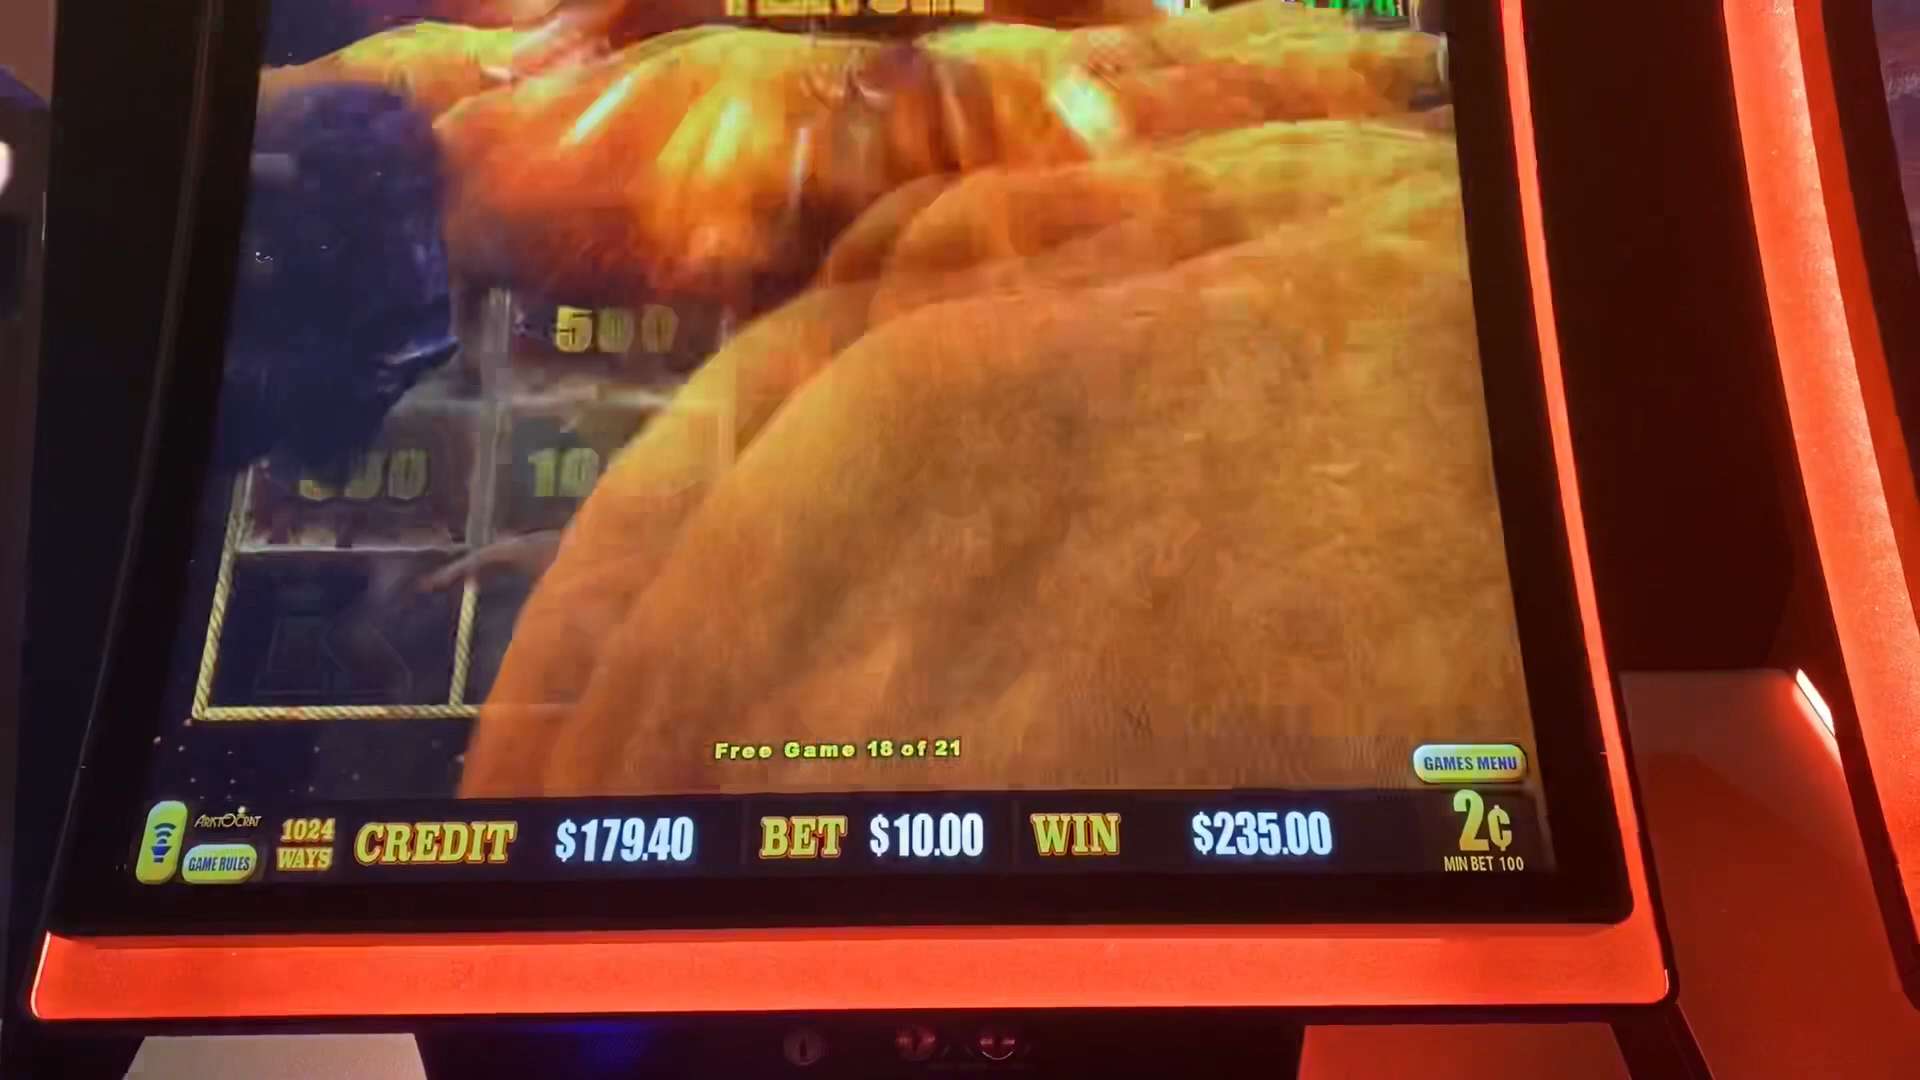 500
Free Game 18 of 21
GAMES MENU
ARISTOCRAT
GAME RULES
1024 WAYS
CREDIT $179.40
BET $10.00
WIN $235.00
2¢
MIN BET 100